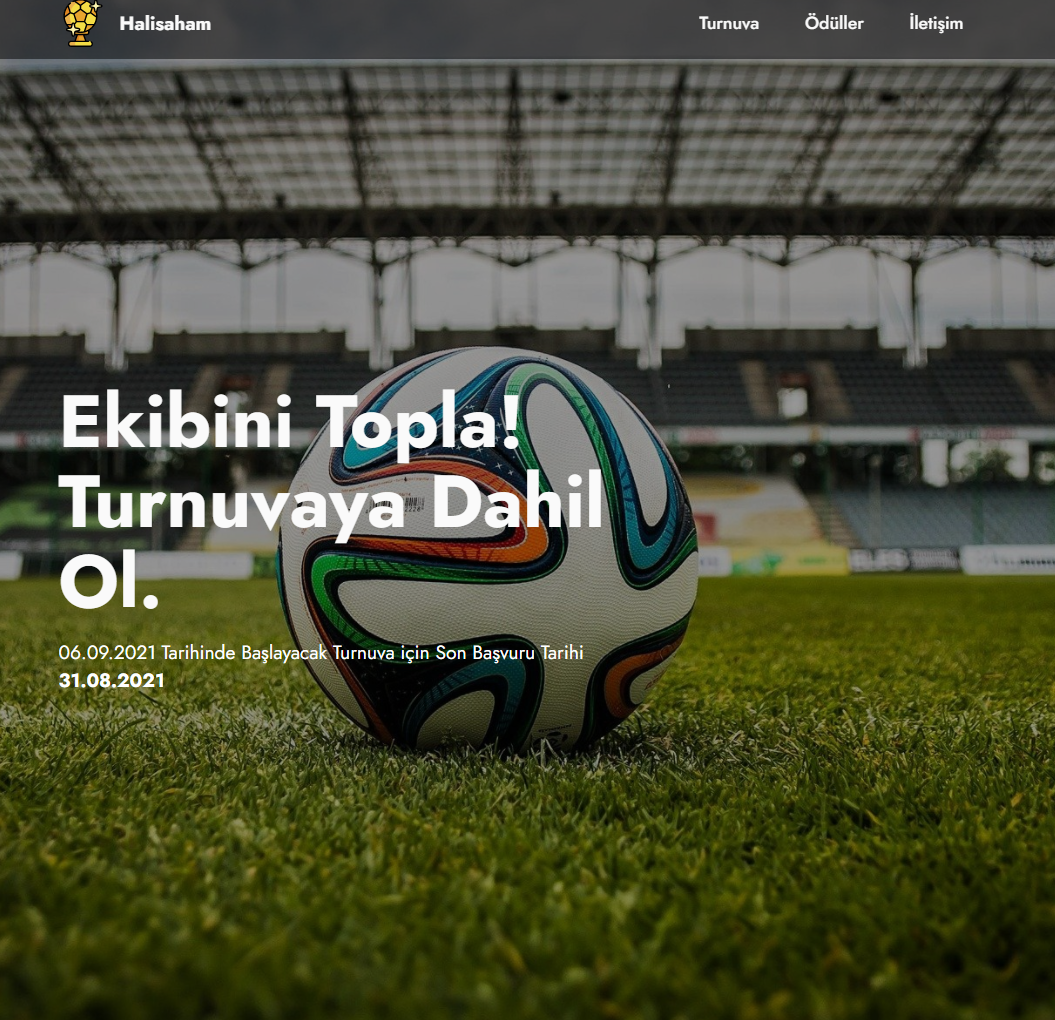 Halisaham
Turnuva Ödüller İletişim
Ekibini Topla!
Turnuvaya Dahil
Ol.
06.09.2021 Tarihinde Başlayacak Turnuva için Son Başvuru Tarihi
31.08.2021